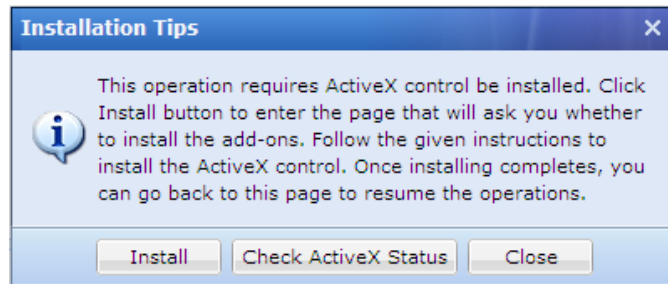 Installation Tips
This operation requires ActiveX control be installed. Click
Install button to enter the page that will ask you whether
to install the add-ons. Follow the given instructions to
install the ActiveX control. Once installing completes, you
can go back to this page to resume the operations.
Install Check ActiveX Status Close